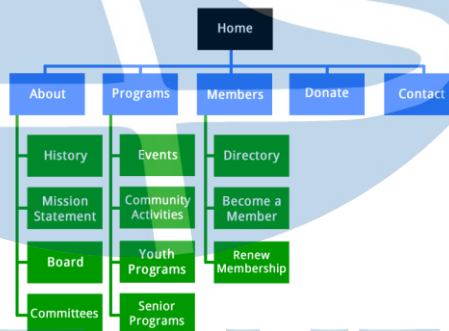 Home
About
Programs
Members
Donate
Contact
History
Events
Directory
Mission
Statement
Community
Activities
Become a
Member
Board
Youth
Programs
Renew
Membership
Committees
Senior
Programs